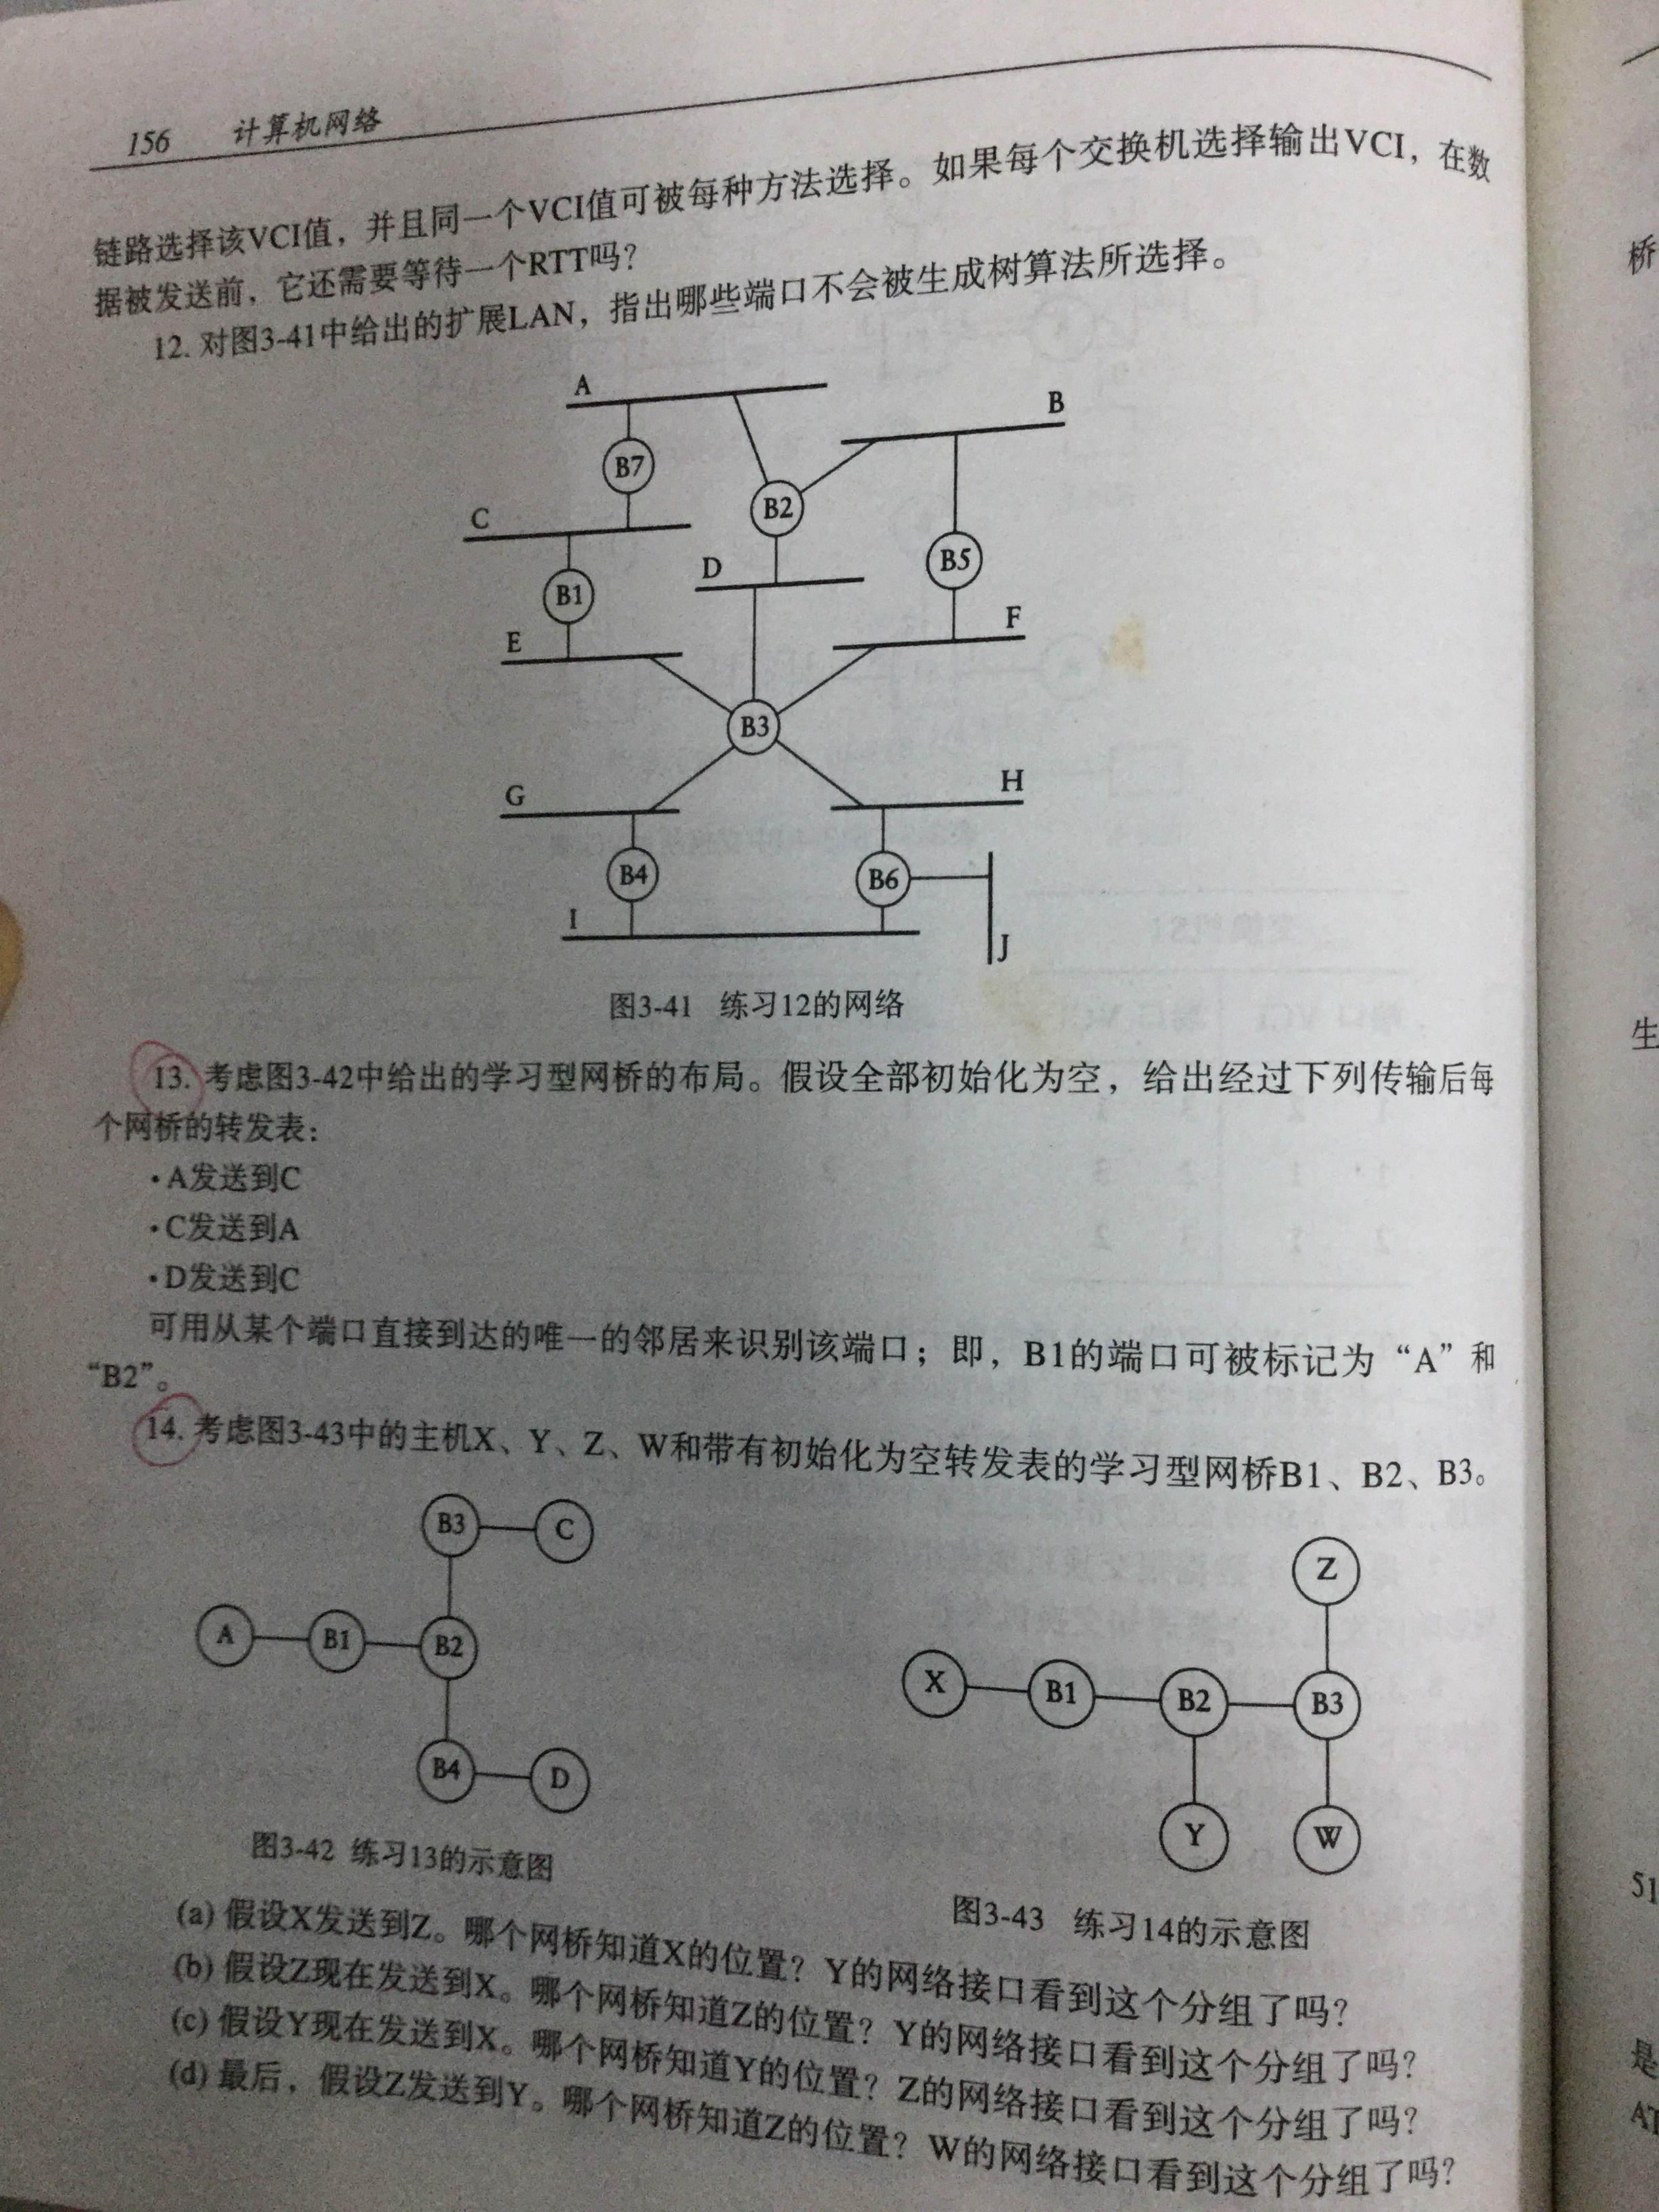 156 计算机网络
链路选择该VCI值，并且同一个VCI值可被每种方法选择。如果每个交换机选择输出VCI，在数
据被发送前，它还需要等待一个RTT吗？
12. 对图3-41中给出的扩展LAN，指出哪些端口不会被生成树算法所选择。
A
B
B7
B2
C
D
B5
B1
E
F
B3
G
H
B4
B6
I
J
图3-41 练习12的网络
13. 考虑图3-42中给出的学习型网桥的布局。假设全部初始化为空，给出经过下列传输后每
个网桥的转发表：
·A发送到C
·C发送到A
·D发送到C
可用从某个端口直接到达的唯一的邻居来识别该端口；即，B1的端口可被标记为“A”和
“B2”。
14. 考虑图3-43中的主机X、Y、Z、W和带有初始化为空转发表的学习型网桥B1、B2、B3。
B3 C
A B1 B2
B4 D
图3-42 练习13的示意图
Z
X B1 B2 B3
Y W
图3-43 练习14的示意图
(a) 假设X发送到Z。哪个网桥知道X的位置？Y的网络接口看到这个分组了吗？
(b) 假设Z现在发送到X。哪个网桥知道Z的位置？Y的网络接口看到这个分组了吗？
(c) 假设Y现在发送到X。哪个网桥知道Y的位置？Z的网络接口看到这个分组了吗？
(d) 最后，假设Z发送到Y。哪个网桥知道Z的位置？W的网络接口看到这个分组了吗？
桥
生
51
是